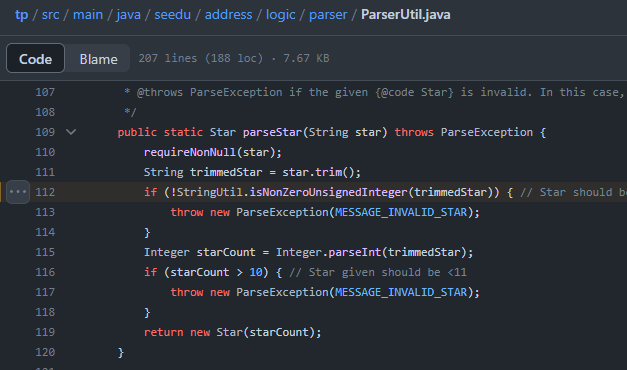 tp / src / main / java / seedu / address / logic / parser / ParserUtil.java
Code Blame 207 lines (188 loc) · 7.67 KB
107 * @throws ParseException if the given {@code Star} is invalid. In this case,
108 */
109 public static Star parseStar(String star) throws ParseException {
110 requireNonNull(star);
111 String trimmedStar = star.trim();
112 if (!StringUtil.isNonZeroUnsignedInteger(trimmedStar)) { // Star should
113 throw new ParseException(MESSAGE_INVALID_STAR);
114 }
115 Integer starCount = Integer.parseInt(trimmedStar);
116 if (starCount > 10) { // Star given should be <11
117 throw new ParseException(MESSAGE_INVALID_STAR);
118 }
119 return new Star(starCount);
120 }